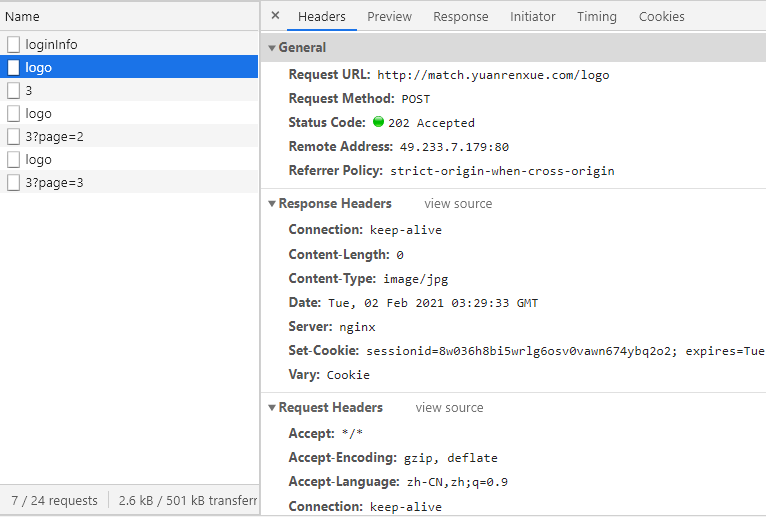 Name
loginInfo
logo
3
logo
3?page=2
logo
3?page=3
7 / 24 requests 2.6 kB / 501 kB transferr
× Headers Preview Response Initiator Timing Cookies
▼ General
Request URL: http://match.yuanrenxue.com/logo
Request Method: POST
Status Code: 202 Accepted
Remote Address: 49.233.7.179:80
Referrer Policy: strict-origin-when-cross-origin
▼ Response Headers view source
Connection: keep-alive
Content-Length: 0
Content-Type: image/jpg
Date: Tue, 02 Feb 2021 03:29:33 GMT
Server: nginx
Set-Cookie: sessionid=8w036h8bi5wrlg6osv0vawn674ybq2o2; expires=Tue
Vary: Cookie
▼ Request Headers view source
Accept: */*
Accept-Encoding: gzip, deflate
Accept-Language: zh-CN,zh;q=0.9
Connection: keep-alive